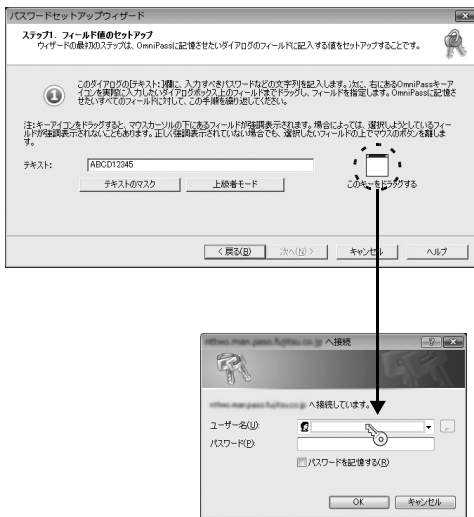 パスワードセットアップウィザード
ステップ1. フィールド値のセットアップ
ウィザードの最初のステップは、OmniPassに記憶させたいダイアログのフィールドに記入する値をセットアップすることです。
1
このダイアログの[テキスト:]欄に、入力すべきパスワードなどの文字列を記入します。次に、右にあるOmniPassキーア
イコンを実際に入力したいダイアログボックス上のフィールドまでドラッグし、フィールドを指定します。OmniPassに記憶さ
せたいすべてのフィールドに対して、この手順を繰り返してください。
注:キーアイコンをドラッグすると、マウスカーソルの下にあるフィールドが強調表示されます。場合によっては、選択しようとしているフィー
ルドが強調表示されないこともあります。正しく強調表示されていない場合でも、選択したいフィールドの上でマウスのボタンを離しま
す。
テキスト:
ABCD12345
テキストのマスク
上級者モード
このキーをドラッグする
< 戻る(B)
次へ(N) >
キャンセル
ヘルプ
へ接続
へ接続しています。
ユーザー名(U):
パスワード(P):
パスワードを記憶する(R)
OK
キャンセル